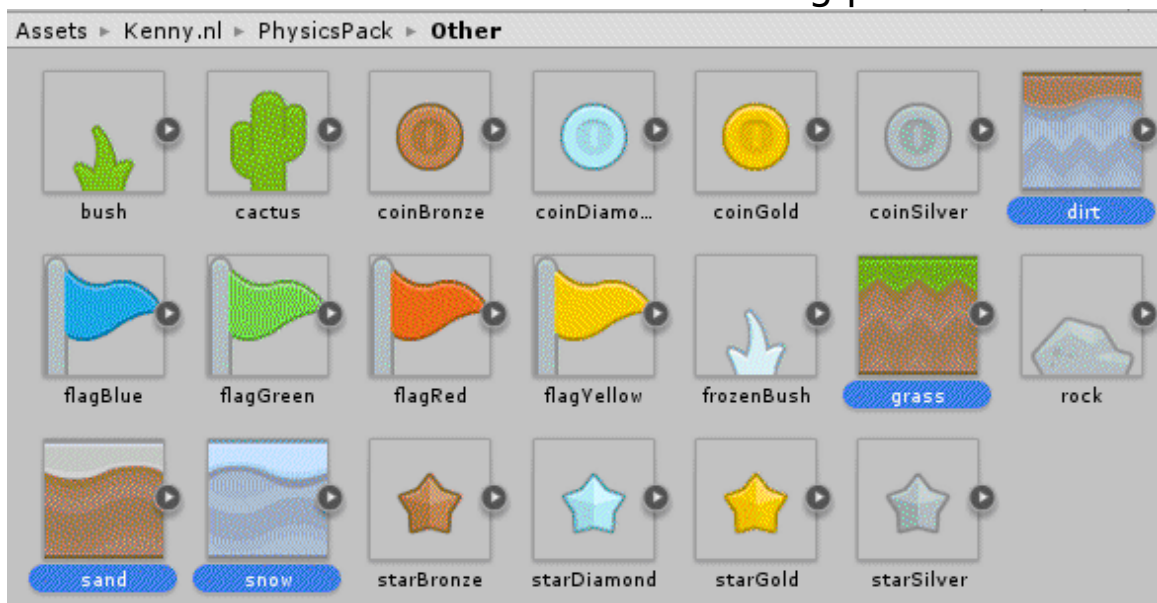 Assets ▸ Kenny.nl ▸ PhysicsPack ▸ Other
bush cactus coinBronze coinDiamo... coinGold coinSilver dirt
flagBlue flagGreen flagRed flagYellow frozenBush grass rock
sand snow starBronze starDiamond starGold starSilver